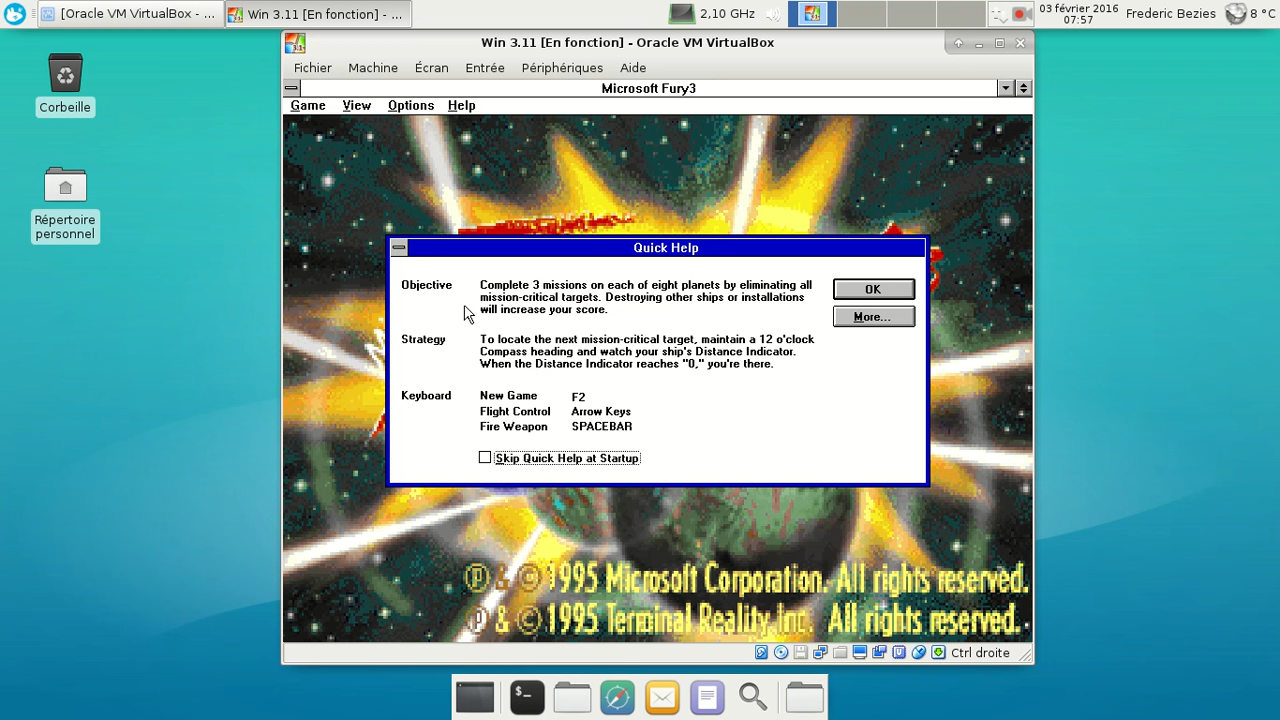 [Oracle VM VirtualBox - ...
Win 3.11 [En fonction] - ...
2,10 GHz
03 février 2016
07:57
Frederic Bezies
8 °C
Corbeille
Répertoire
personnel
Win 3.11 [En fonction] - Oracle VM VirtualBox
Fichier Machine Écran Entrée Périphériques Aide
Microsoft Fury3
Game View Options Help
Quick Help
Objective
Complete 3 missions on each of eight planets by eliminating all
mission-critical targets. Destroying other ships or installations
will increase your score.
OK
More...
Strategy
To locate the next mission-critical target, maintain a 12 o'clock
Compass heading and watch your ship's Distance Indicator.
When the Distance Indicator reaches "0," you're there.
Keyboard
New Game F2
Flight Control Arrow Keys
Fire Weapon SPACEBAR
Skip Quick Help at Startup
℗ & © 1995 Microsoft Corporation. All rights reserved.
℗ & © 1995 Terminal Reality Inc. All rights reserved.
Ctrl droite